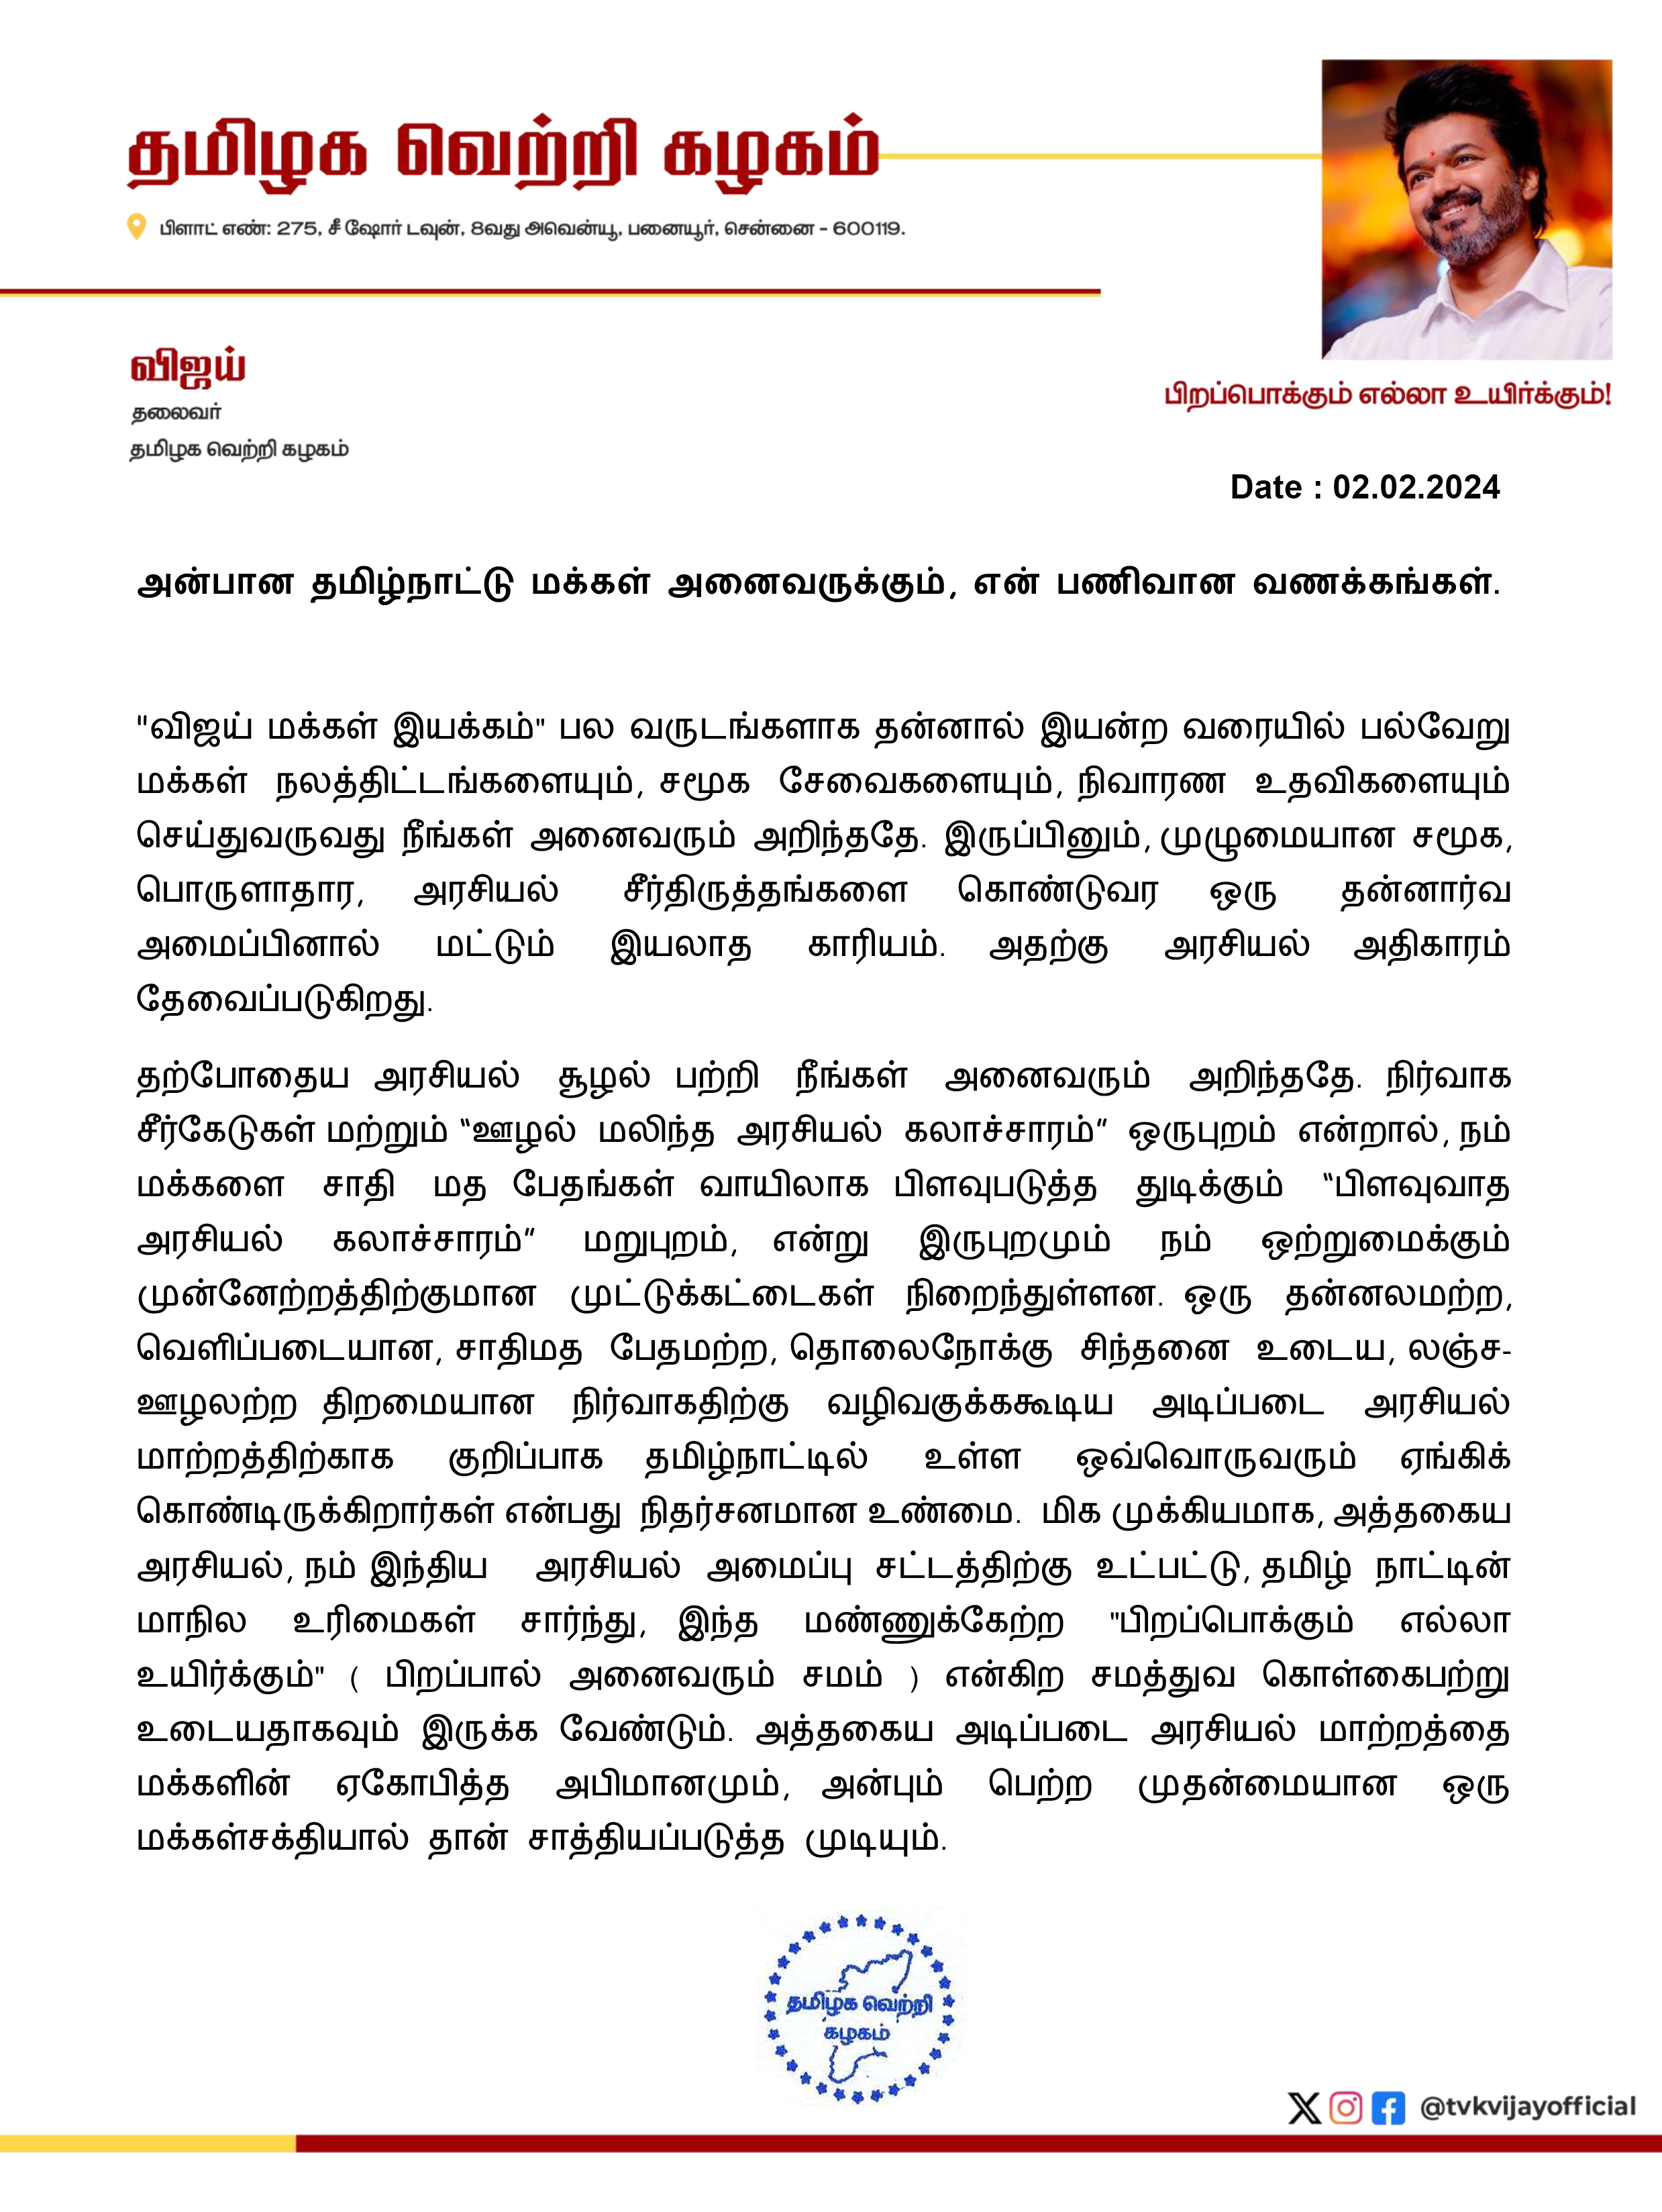 தமிழக வெற்றி கழகம்
பிளாட் எண்: 275, சீ ஷோர் டவுன், 8வது அவென்யூ, பனையூர், சென்னை - 600119.
விஜய்
தலைவர்
தமிழக வெற்றி கழகம்
பிறப்பொக்கும் எல்லா உயிர்க்கும்!
Date : 02.02.2024
அன்பான தமிழ்நாட்டு மக்கள் அனைவருக்கும், என் பணிவான வணக்கங்கள்.
"விஜய் மக்கள் இயக்கம்" பல வருடங்களாக தன்னால் இயன்ற வரையில் பல்வேறு
மக்கள் நலத்திட்டங்களையும், சமூக சேவைகளையும், நிவாரண உதவிகளையும்
செய்துவருவது நீங்கள் அனைவரும் அறிந்ததே. இருப்பினும், முழுமையான சமூக,
பொருளாதார, அரசியல் சீர்திருத்தங்களை கொண்டுவர ஒரு தன்னார்வ
அமைப்பினால் மட்டும் இயலாத காரியம். அதற்கு அரசியல் அதிகாரம்
தேவைப்படுகிறது.
தற்போதைய அரசியல் சூழல் பற்றி நீங்கள் அனைவரும் அறிந்ததே. நிர்வாக
சீர்கேடுகள் மற்றும் “ஊழல் மலிந்த அரசியல் கலாச்சாரம்” ஒருபுறம் என்றால், நம்
மக்களை சாதி மத பேதங்கள் வாயிலாக பிளவுபடுத்த துடிக்கும் “பிளவுவாத
அரசியல் கலாச்சாரம்” மறுபுறம், என்று இருபுறமும் நம் ஒற்றுமைக்கும்
முன்னேற்றத்திற்குமான முட்டுக்கட்டைகள் நிறைந்துள்ளன. ஒரு தன்னலமற்ற,
வெளிப்படையான, சாதிமத பேதமற்ற, தொலைநோக்கு சிந்தனை உடைய, லஞ்ச-
ஊழலற்ற திறமையான நிர்வாகதிற்கு வழிவகுக்ககூடிய அடிப்படை அரசியல்
மாற்றத்திற்காக குறிப்பாக தமிழ்நாட்டில் உள்ள ஒவ்வொருவரும் ஏங்கிக்
கொண்டிருக்கிறார்கள் என்பது நிதர்சனமான உண்மை. மிக முக்கியமாக, அத்தகைய
அரசியல், நம் இந்திய அரசியல் அமைப்பு சட்டத்திற்கு உட்பட்டு, தமிழ் நாட்டின்
மாநில உரிமைகள் சார்ந்து, இந்த மண்ணுக்கேற்ற "பிறப்பொக்கும் எல்லா
உயிர்க்கும்" ( பிறப்பால் அனைவரும் சமம் ) என்கிற சமத்துவ கொள்கைபற்று
உடையதாகவும் இருக்க வேண்டும். அத்தகைய அடிப்படை அரசியல் மாற்றத்தை
மக்களின் ஏகோபித்த அபிமானமும், அன்பும் பெற்ற முதன்மையான ஒரு
மக்கள்சக்தியால் தான் சாத்தியப்படுத்த முடியும்.
தமிழக வெற்றி
கழகம்
@tvkvijayofficial